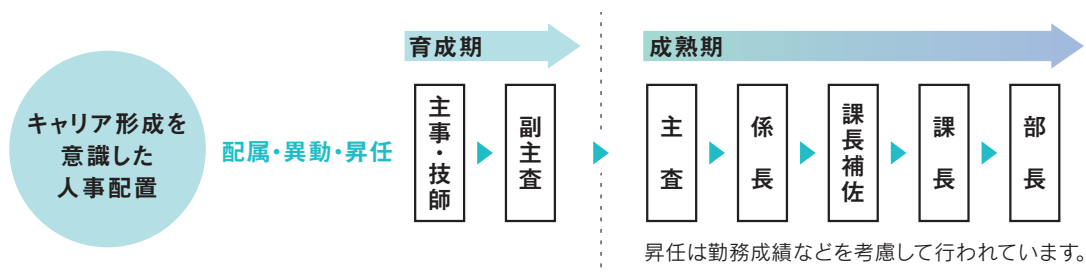 育成期
成熟期
キャリア形成を
意識した
人事配置
配属・異動・昇任
主事・技師
副主査
主査
係長
課長補佐
課長
部長
昇任は勤務成績などを考慮して行われています。